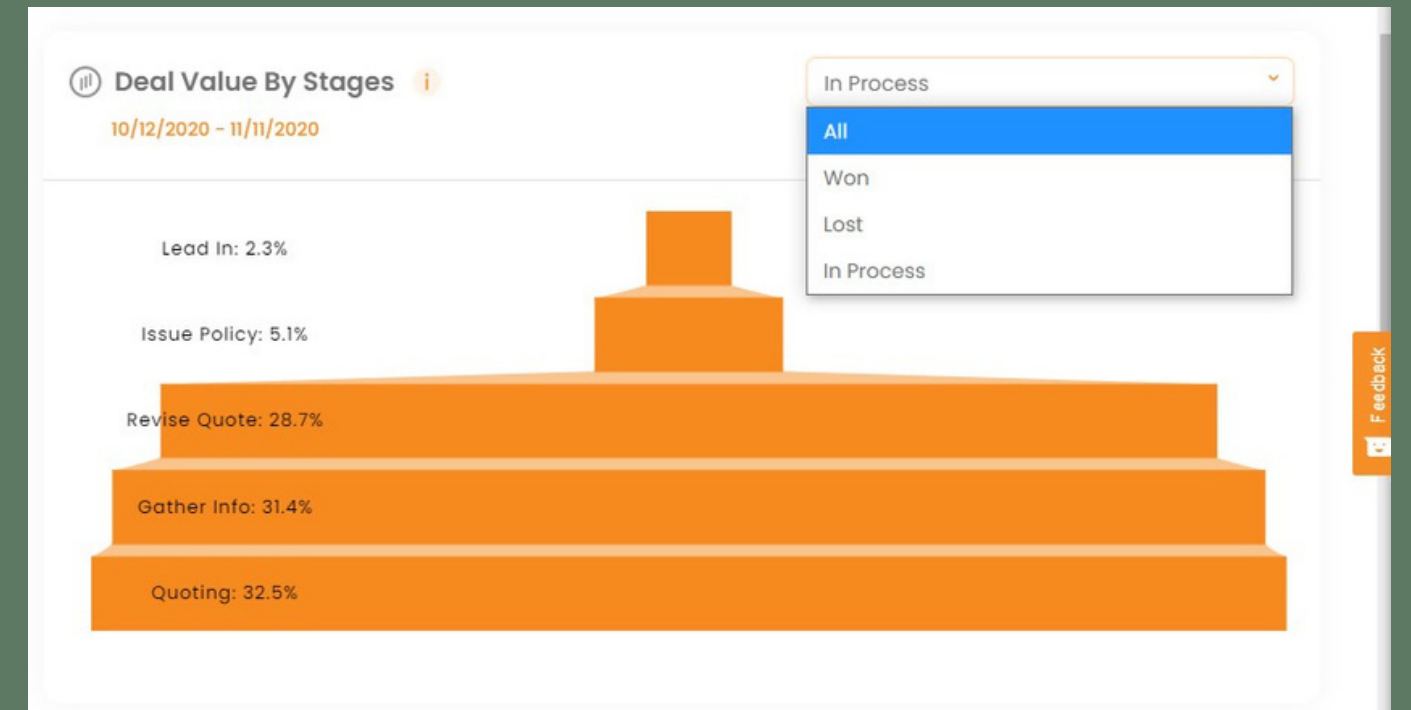 Deal Value By Stages i
In Process
10/12/2020 - 11/11/2020
All
Won
Lost
In Process
Lead In: 2.3%
Issue Policy: 5.1%
Revise Quote: 28.7%
Gather Info: 31.4%
Quoting: 32.5%
Feedback